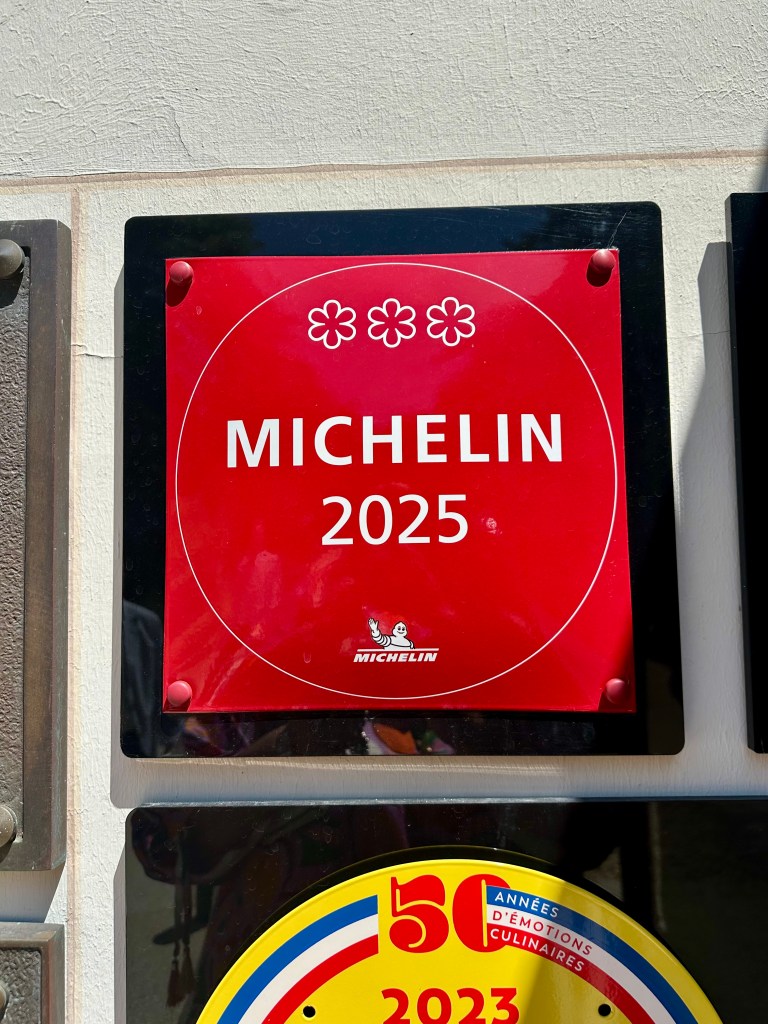 MICHELIN
2025
MICHELIN
50
ANNÉES
D'ÉMOTIONS
CULINAIRES
2023